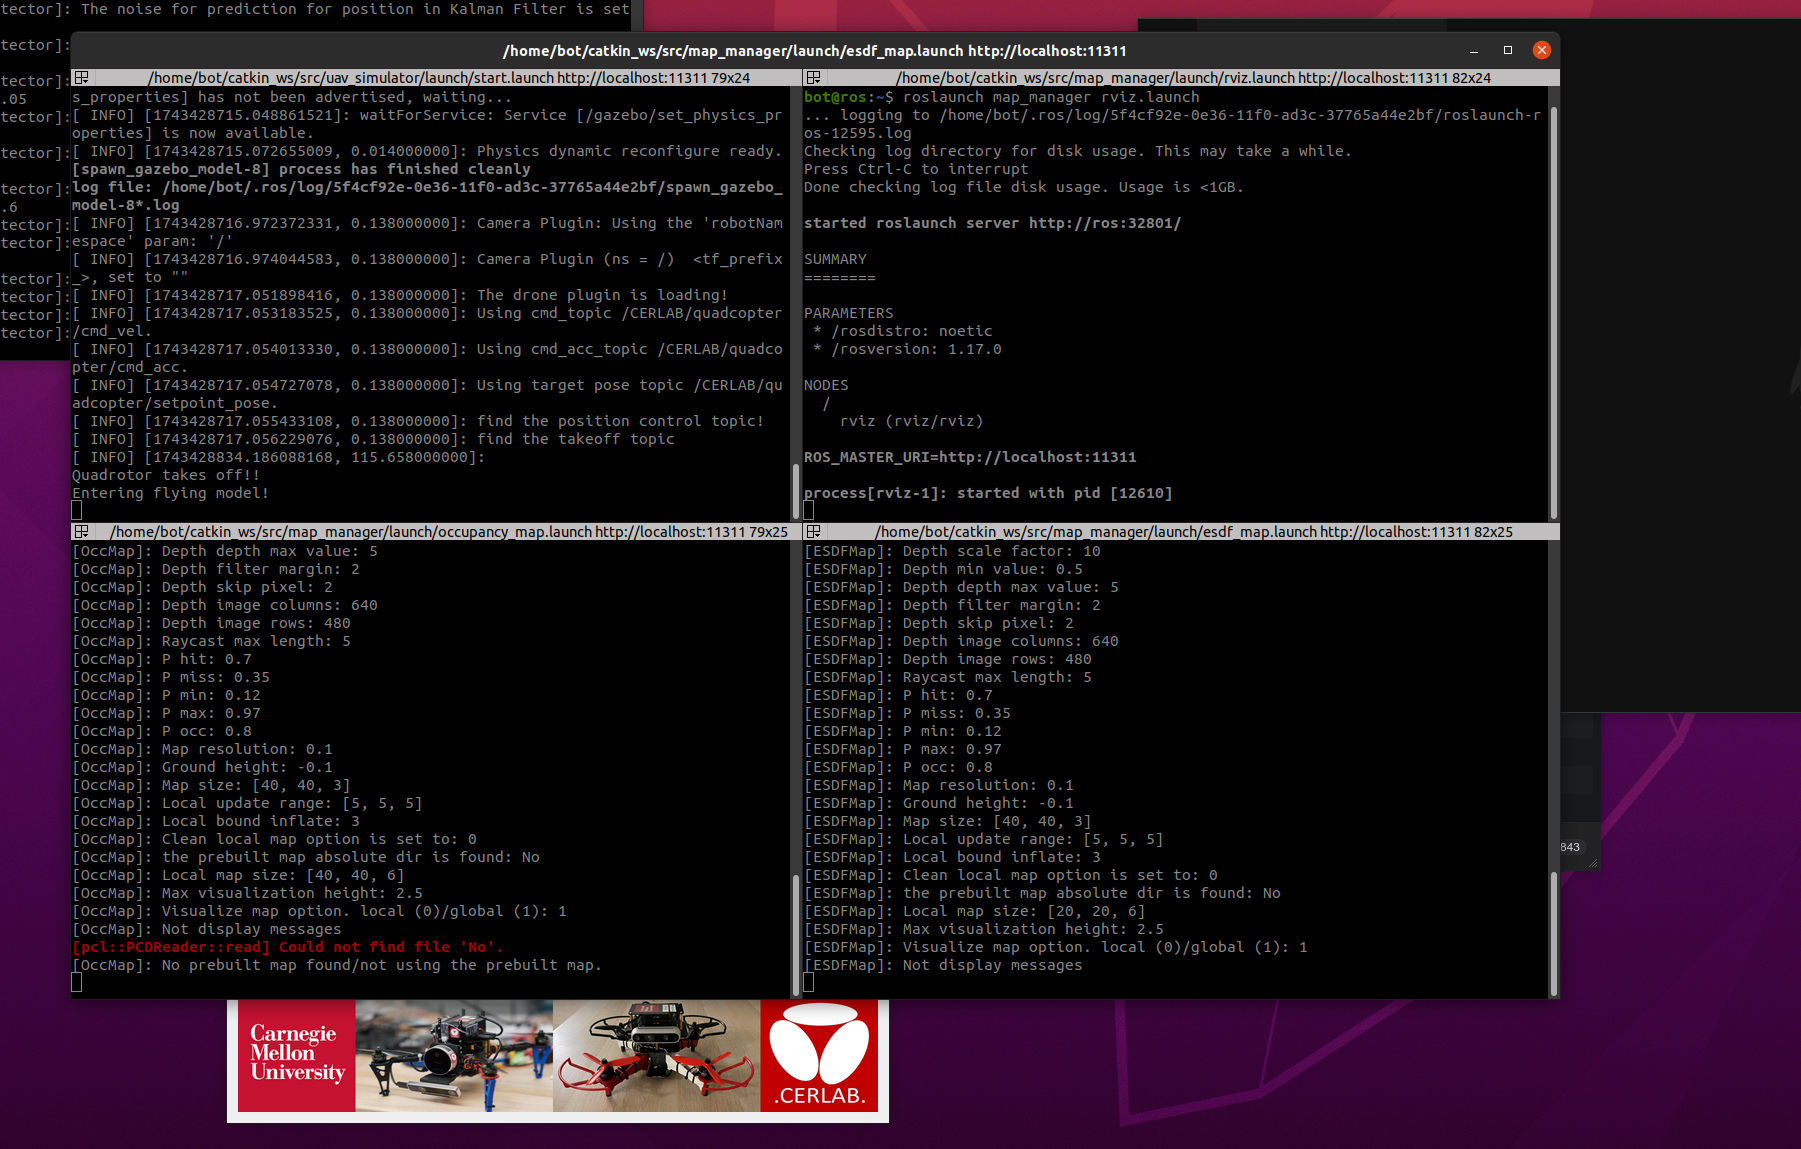 tector]: The noise for prediction for position in Kalman Filter is set
tector]:
tector]:
.05
tector]:
tector]:
tector]:
.6
tector]:
tector]:
tector]:
tector]:
tector]:
tector]:
/home/bot/catkin_ws/src/map_manager/launch/esdf_map.launch http://localhost:11311
/home/bot/catkin_ws/src/uav_simulator/launch/start.launch http://localhost:11311 79x24
s_properties] has not been advertised, waiting...
[ INFO] [1743428715.048861521]: waitForService: Service [/gazebo/set_physics_pr
operties] is now available.
[ INFO] [1743428715.072655009, 0.014000000]: Physics dynamic reconfigure ready.
[spawn_gazebo_model-8] process has finished cleanly
log file: /home/bot/.ros/log/5f4cf92e-0e36-11f0-ad3c-37765a44e2bf/spawn_gazebo_
model-8*.log
[ INFO] [1743428716.972372331, 0.138000000]: Camera Plugin: Using the 'robotNam
espace' param: '/'
[ INFO] [1743428716.974044583, 0.138000000]: Camera Plugin (ns = /)  <tf_prefix
_>, set to ""
[ INFO] [1743428717.051898416, 0.138000000]: The drone plugin is loading!
[ INFO] [1743428717.053183525, 0.138000000]: Using cmd_topic /CERLAB/quadcopter
/cmd_vel.
[ INFO] [1743428717.054013330, 0.138000000]: Using cmd_acc_topic /CERLAB/quadco
pter/cmd_acc.
[ INFO] [1743428717.054727078, 0.138000000]: Using target pose topic /CERLAB/qu
adcopter/setpoint_pose.
[ INFO] [1743428717.055433108, 0.138000000]: find the position control topic!
[ INFO] [1743428717.056229076, 0.138000000]: find the takeoff topic
[ INFO] [1743428834.186088168, 115.658000000]:
Quadrotor takes off!!
Entering flying model!
/home/bot/catkin_ws/src/map_manager/launch/rviz.launch http://localhost:11311 82x24
bot@ros:~$ roslaunch map_manager rviz.launch
... logging to /home/bot/.ros/log/5f4cf92e-0e36-11f0-ad3c-37765a44e2bf/roslaunch-r
os-12595.log
Checking log directory for disk usage. This may take a while.
Press Ctrl-C to interrupt
Done checking log file disk usage. Usage is <1GB.
started roslaunch server http://ros:32801/
SUMMARY
========
PARAMETERS
* /rosdistro: noetic
* /rosversion: 1.17.0
NODES
/
rviz (rviz/rviz)
ROS_MASTER_URI=http://localhost:11311
process[rviz-1]: started with pid [12610]
/home/bot/catkin_ws/src/map_manager/launch/occupancy_map.launch http://localhost:11311 79x25
[OccMap]: Depth depth max value: 5
[OccMap]: Depth filter margin: 2
[OccMap]: Depth skip pixel: 2
[OccMap]: Depth image columns: 640
[OccMap]: Depth image rows: 480
[OccMap]: Raycast max length: 5
[OccMap]: P hit: 0.7
[OccMap]: P miss: 0.35
[OccMap]: P min: 0.12
[OccMap]: P max: 0.97
[OccMap]: P occ: 0.8
[OccMap]: Map resolution: 0.1
[OccMap]: Ground height: -0.1
[OccMap]: Map size: [40, 40, 3]
[OccMap]: Local update range: [5, 5, 5]
[OccMap]: Local bound inflate: 3
[OccMap]: Clean local map option is set to: 0
[OccMap]: the prebuilt map absolute dir is found: No
[OccMap]: Local map size: [40, 40, 6]
[OccMap]: Max visualization height: 2.5
[OccMap]: Visualize map option. local (0)/global (1): 1
[OccMap]: Not display messages
[pcl::PCDReader::read] Could not find file 'No'.
[OccMap]: No prebuilt map found/not using the prebuilt map.
/home/bot/catkin_ws/src/map_manager/launch/esdf_map.launch http://localhost:11311 82x25
[ESDFMap]: Depth scale factor: 10
[ESDFMap]: Depth min value: 0.5
[ESDFMap]: Depth depth max value: 5
[ESDFMap]: Depth filter margin: 2
[ESDFMap]: Depth skip pixel: 2
[ESDFMap]: Depth image columns: 640
[ESDFMap]: Depth image rows: 480
[ESDFMap]: Raycast max length: 5
[ESDFMap]: P hit: 0.7
[ESDFMap]: P miss: 0.35
[ESDFMap]: P min: 0.12
[ESDFMap]: P max: 0.97
[ESDFMap]: P occ: 0.8
[ESDFMap]: Map resolution: 0.1
[ESDFMap]: Ground height: -0.1
[ESDFMap]: Map size: [40, 40, 3]
[ESDFMap]: Local update range: [5, 5, 5]
[ESDFMap]: Local bound inflate: 3
[ESDFMap]: Clean local map option is set to: 0
[ESDFMap]: the prebuilt map absolute dir is found: No
[ESDFMap]: Local map size: [20, 20, 6]
[ESDFMap]: Max visualization height: 2.5
[ESDFMap]: Visualize map option. local (0)/global (1): 1
[ESDFMap]: Not display messages
843
Carnegie
Mellon
University
.CERLAB.